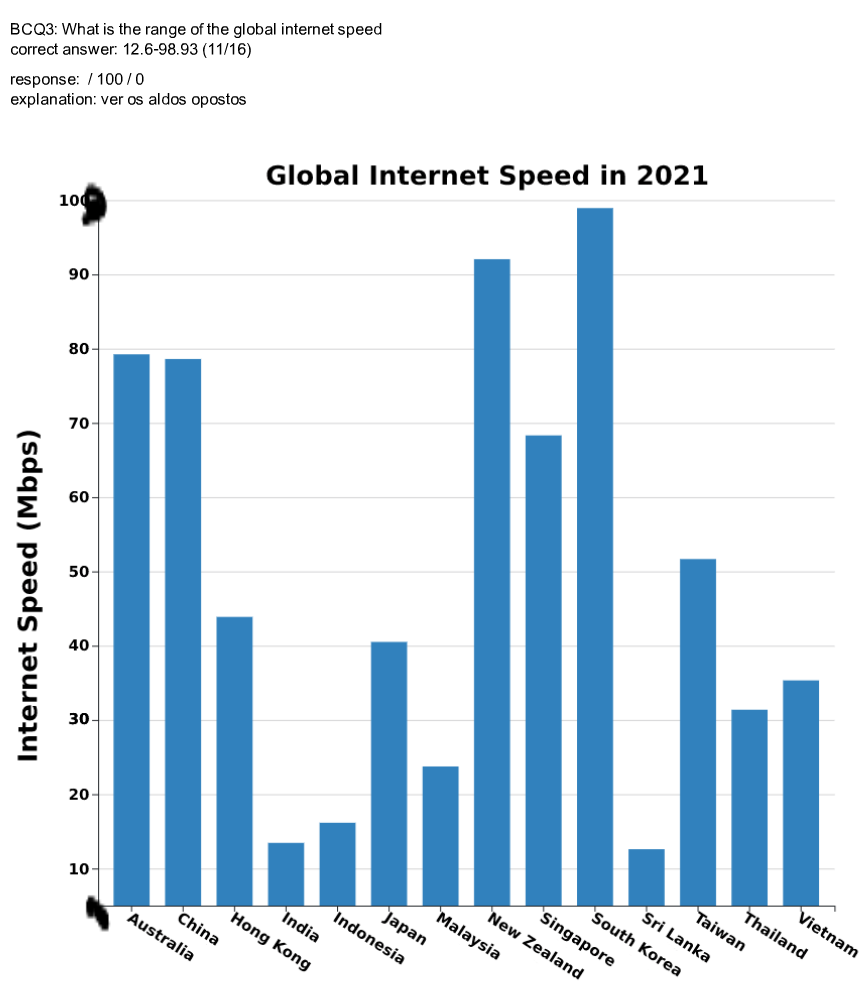 BCQ3: What is the range of the global internet speed
correct answer: 12.6-98.93 (11/16)
response: / 100 / 0
explanation: ver os aldos opostos
Global Internet Speed in 2021
Internet Speed (Mbps)
100
90
80
70
60
50
40
30
20
10
Australia
China
Hong Kong
India
Indonesia
Japan
Malaysia
New Zealand
Singapore
South Korea
Sri Lanka
Taiwan
Thailand
Vietnam